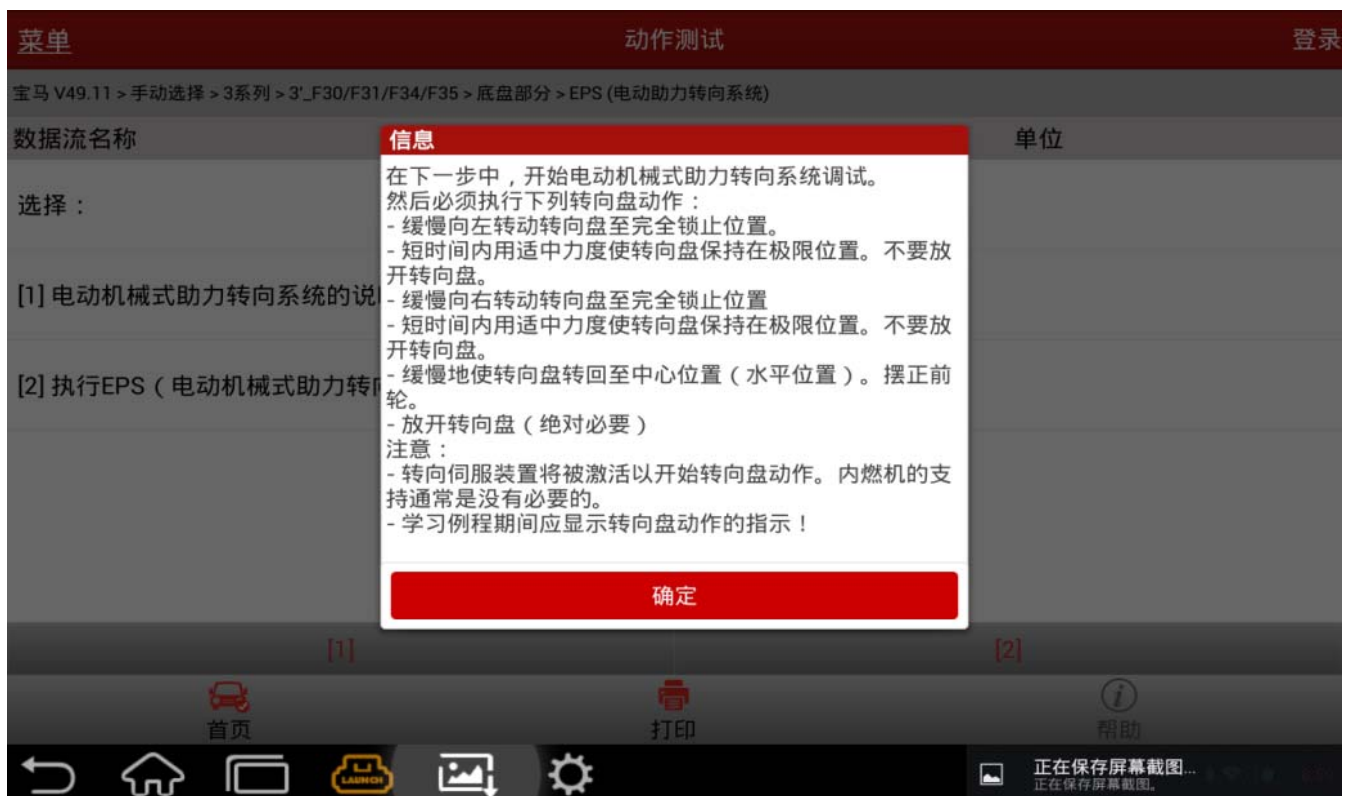 菜单
动作测试
登录
宝马 V49.11 > 手动选择 > 3系列 > 3'_F30/F31/F34/F35 > 底盘部分 > EPS (电动助力转向系统)
数据流名称
单位
选择：
[1] 电动机械式助力转向系统的说
[2] 执行EPS（电动机械式助力转
信息
在下一步中，开始电动机械式助力转向系统调试。
然后必须执行下列转向盘动作：
- 缓慢向左转动转向盘至完全锁止位置。
- 短时间内用适中力度使转向盘保持在极限位置。不要放
开转向盘。
- 缓慢向右转动转向盘至完全锁止位置
- 短时间内用适中力度使转向盘保持在极限位置。不要放
开转向盘。
- 缓慢地使转向盘转回至中心位置（水平位置）。摆正前
轮。
- 放开转向盘（绝对必要）
注意：
- 转向伺服装置将被激活以开始转向盘动作。内燃机的支
持通常是没有必要的。
- 学习例程期间应显示转向盘动作的指示！
确定
[1]
[2]
首页
打印
帮助
LAUNCH
正在保存屏幕截图...
正在保存屏幕截图。